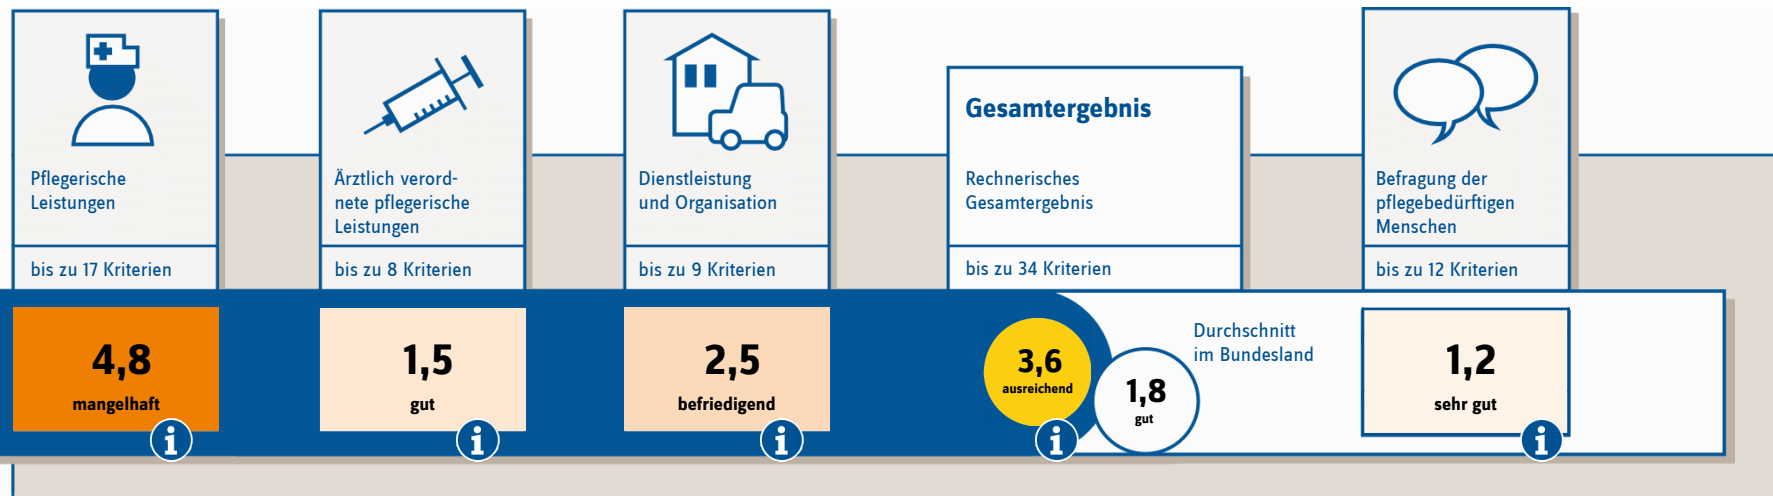 Pflegerische
Leistungen
bis zu 17 Kriterien
4,8
mangelhaft
i
Ärztlich verord-
nete pflegerische
Leistungen
bis zu 8 Kriterien
1,5
gut
i
Dienstleistung
und Organisation
bis zu 9 Kriterien
2,5
befriedigend
i
Gesamtergebnis
Rechnerisches
Gesamtergebnis
bis zu 34 Kriterien
3,6
ausreichend
i
Durchschnitt
im Bundesland
1,8
gut
Befragung der
pflegebedürftigen
Menschen
bis zu 12 Kriterien
1,2
sehr gut
i